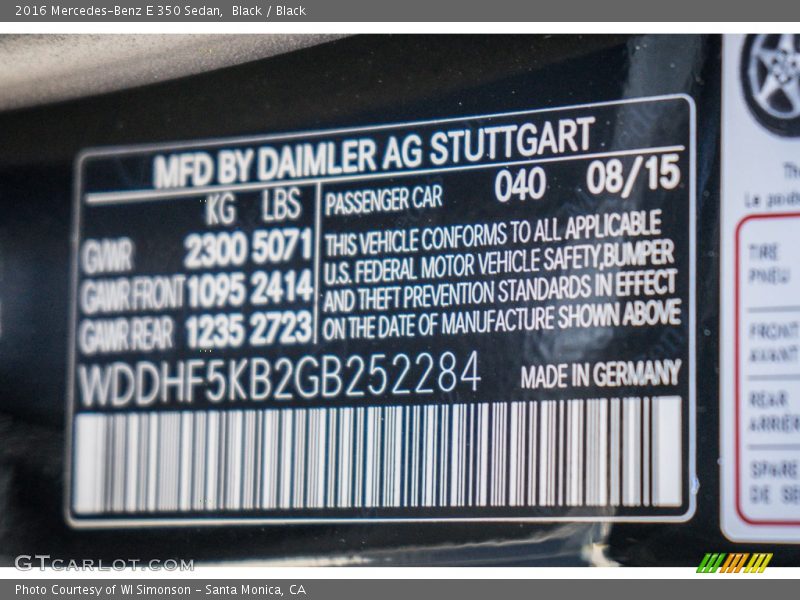 2016 Mercedes-Benz E 350 Sedan, Black / Black
MFD BY DAIMLER AG STUTTGART
KG LBS PASSENGER CAR 040 08/15
GWR 2300 5071
GAWR FRONT 1095 2414
GAWR REAR 1235 2723
THIS VEHICLE CONFORMS TO ALL APPLICABLE
U.S. FEDERAL MOTOR VEHICLE SAFETY, BUMPER
AND THEFT PREVENTION STANDARDS IN EFFECT
ON THE DATE OF MANUFACTURE SHOWN ABOVE
WDDHF5KB2GB252284 MADE IN GERMANY
TIRE
PNEU
FRONT
AVANT
REAR
SPARE
GTCARLOT.COM
Photo Courtesy of WI Simonson - Santa Monica, CA